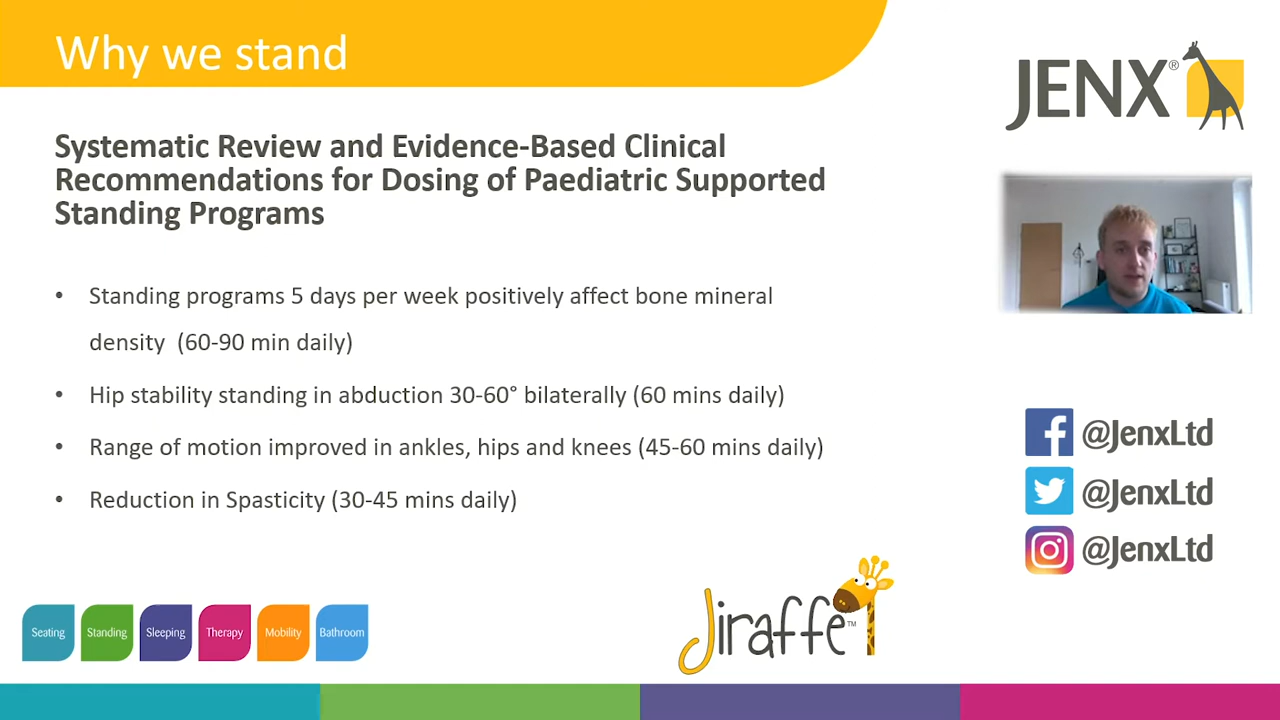 Why we stand
JENX®
Systematic Review and Evidence-Based Clinical
Recommendations for Dosing of Paediatric Supported
Standing Programs
• Standing programs 5 days per week positively affect bone mineral
density (60-90 min daily)
• Hip stability standing in abduction 30-60° bilaterally (60 mins daily)
• Range of motion improved in ankles, hips and knees (45-60 mins daily)
• Reduction in Spasticity (30-45 mins daily)
@JenxLtd
@JenxLtd
@JenxLtd
Seating Standing Sleeping Therapy Mobility Bathroom
Jiraffe™